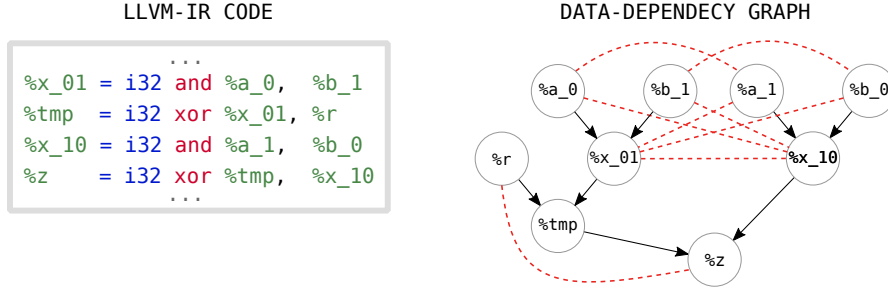 LLVM-IR CODE
...
%x_01 = i32 and %a_0, %b_1
%tmp = i32 xor %x_01, %r
%x_10 = i32 and %a_1, %b_0
%z = i32 xor %tmp, %x_10
...
DATA-DEPENDECY GRAPH
%a_0 %b_1 %a_1 %b_0
%r %x_01 %x_10
%tmp
%z